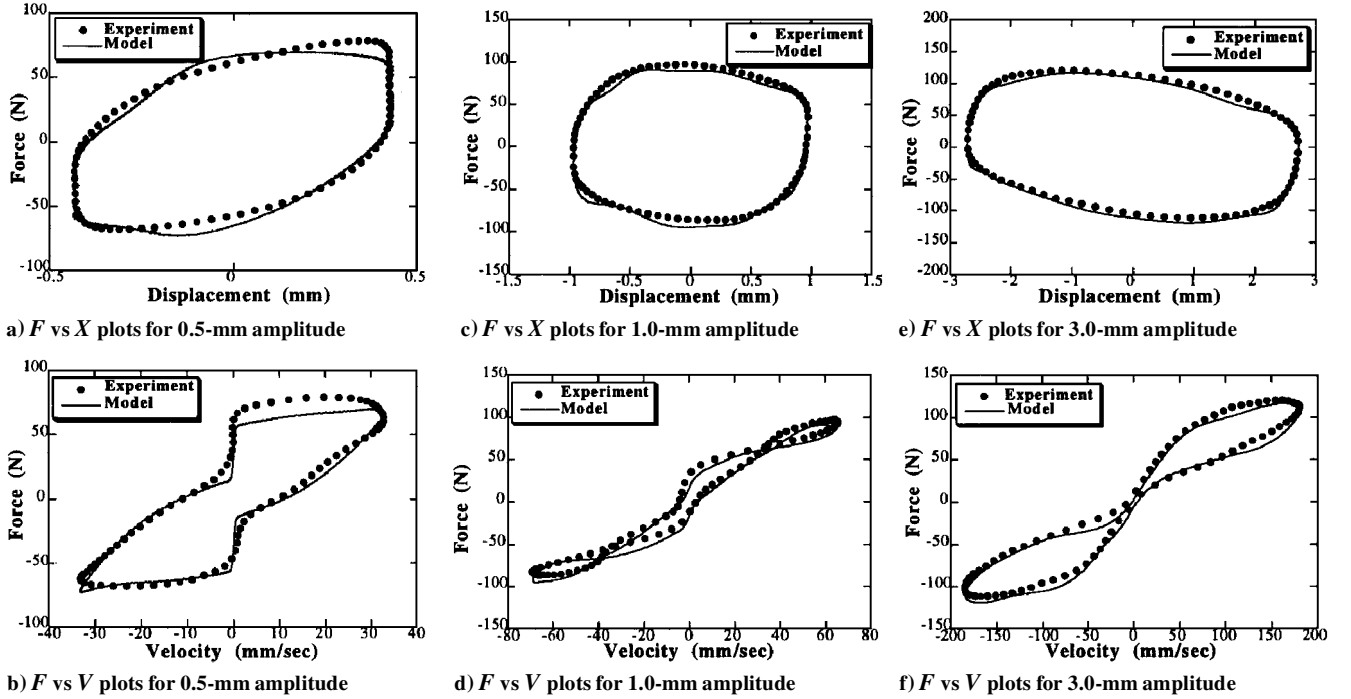 100
50
0
-50
-100
Force (N)
Experiment
Model
-0.5
0
0.5
Displacement (mm)
a) F vs X plots for 0.5-mm amplitude
150
100
50
0
-50
-100
-150
Force (N)
Experiment
Model
-1.5
-1
-0.5
0
0.5
1
1.5
Displacement (mm)
c) F vs X plots for 1.0-mm amplitude
200
150
100
50
0
-50
-100
-150
-200
Force (N)
Experiment
Model
-3
-2
-1
0
1
2
3
Displacement (mm)
e) F vs X plots for 3.0-mm amplitude
100
50
0
-50
-100
Force (N)
Experiment
Model
-40
-30
-20
-10
0
10
20
30
40
Velocity (mm/sec)
b) F vs V plots for 0.5-mm amplitude
150
100
50
0
-50
-100
-150
Force (N)
Experiment
Model
-80
-60
-40
-20
0
20
40
60
80
Velocity (mm/sec)
d) F vs V plots for 1.0-mm amplitude
150
100
50
0
-50
-100
-150
Force (N)
Experiment
Model
-200
-150
-100
-50
0
50
100
150
200
Velocity (mm/sec)
f) F vs V plots for 3.0-mm amplitude